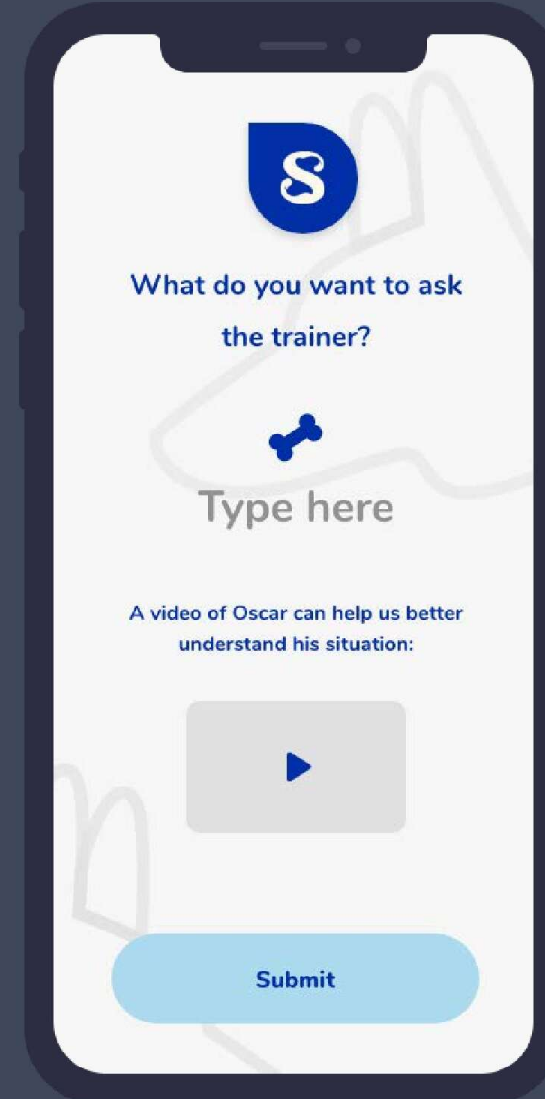 S
What do you want to ask
the trainer?
Type here
A video of Oscar can help us better
understand his situation:
Submit